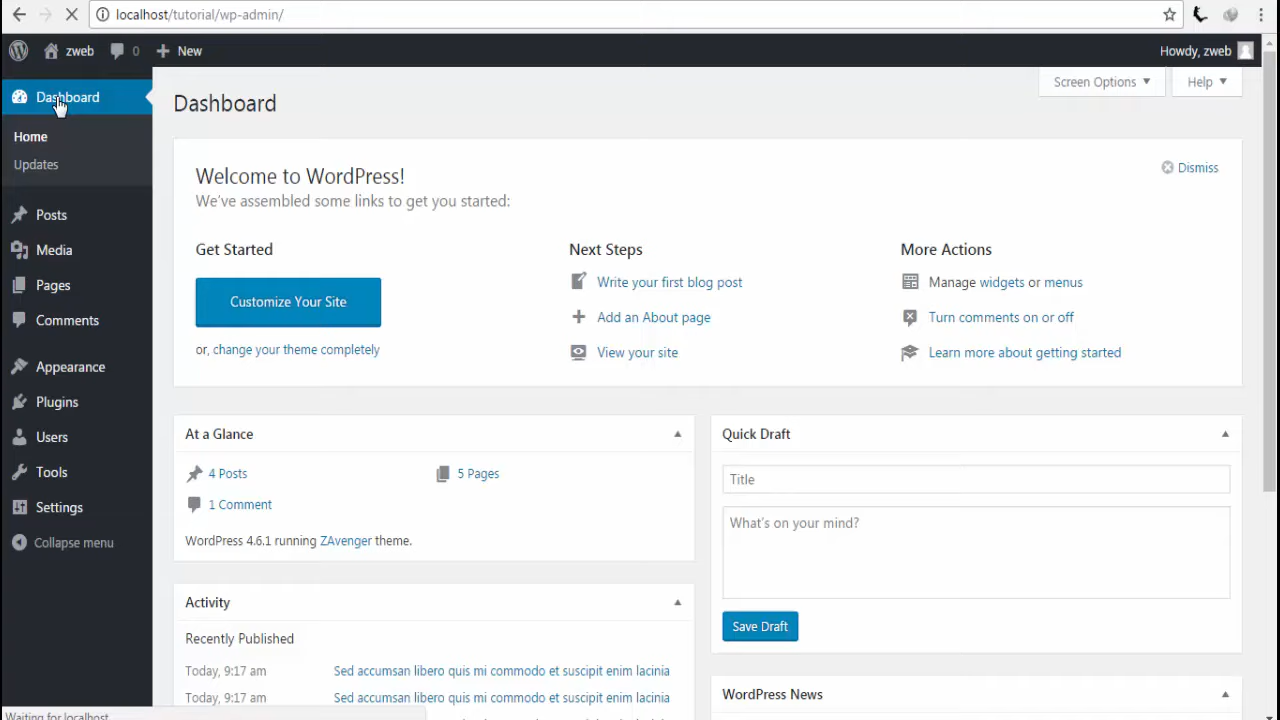 localhost/tutorial/wp-admin/
zweb 0 New Howdy, zweb
Dashboard
Home
Updates
Posts
Media
Pages
Comments
Appearance
Plugins
Users
Tools
Settings
Collapse menu
Screen Options Help
Dashboard
Welcome to WordPress!
Dismiss
We've assembled some links to get you started:
Get Started
Customize Your Site
or, change your theme completely
Next Steps
Write your first blog post
Add an About page
View your site
More Actions
Manage widgets or menus
Turn comments on or off
Learn more about getting started
At a Glance
4 Posts 5 Pages
1 Comment
WordPress 4.6.1 running ZAvenger theme.
Activity
Recently Published
Today, 9:17 am Sed accumsan libero quis mi commodo et suscipit enim lacinia
Today, 9:17 am Sed accumsan libero quis mi commodo et suscipit enim lacinia
Quick Draft
Title
What's on your mind?
Save Draft
WordPress News
Waiting for localhost